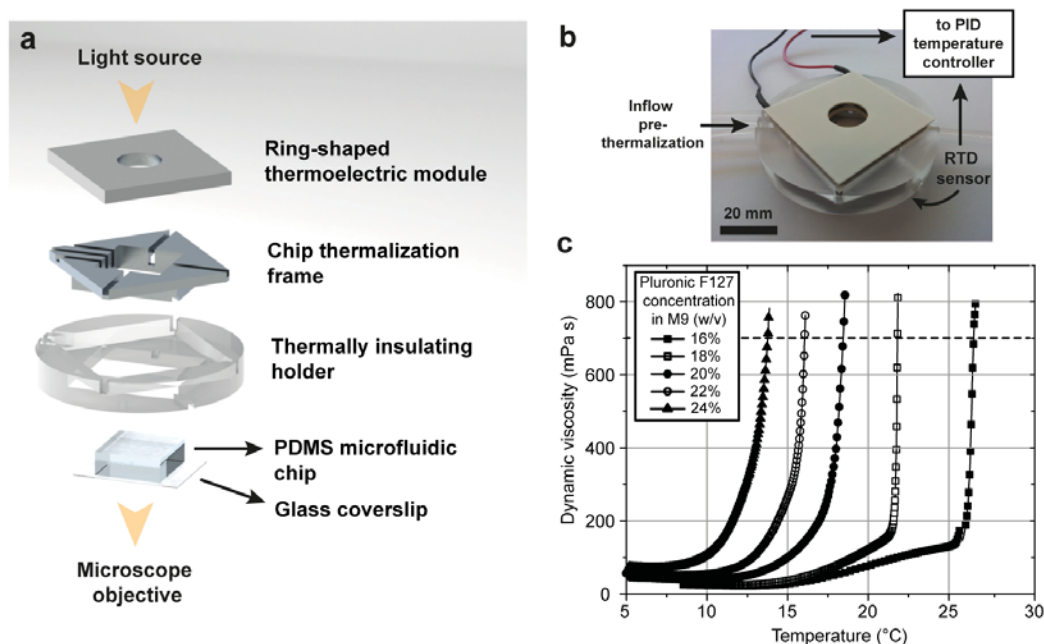 a
Light source
Ring-shaped
thermoelectric module
Chip thermalization
frame
Thermally insulating
holder
PDMS microfluidic
chip
Glass coverslip
Microscope
objective
b
to PID
temperature
controller
Inflow
pre-
thermalization
RTD
sensor
20 mm
c
Pluronic F127
concentration
in M9 (w/v)
16%
18%
20%
22%
24%
Dynamic viscosity (mPa s)
800
600
400
200
0
5
10
15
20
25
30
Temperature (°C)